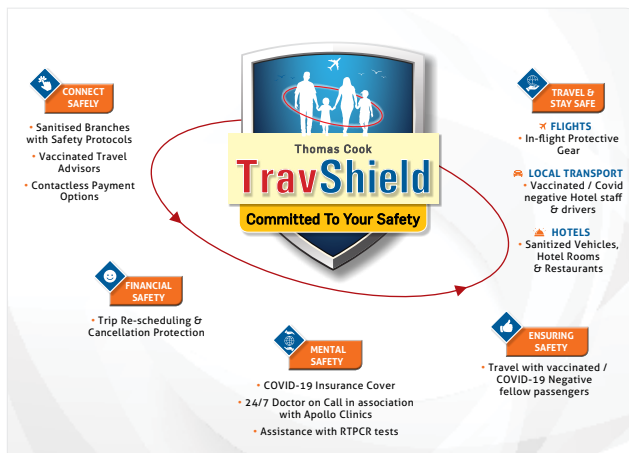 Thomas Cook
TravShield
Committed To Your Safety
CONNECT
SAFELY
• Sanitised Branches
with Safety Protocols
• Vaccinated Travel
Advisors
• Contactless Payment
Options
FINANCIAL
SAFETY
• Trip Re-scheduling &
Cancellation Protection
MENTAL
SAFETY
• COVID-19 Insurance Cover
• 24/7 Doctor on Call in association
with Apollo Clinics
• Assistance with RTPCR tests
ENSURING
SAFETY
• Travel with vaccinated /
COVID-19 Negative
fellow passengers
TRAVEL &
STAY SAFE
FLIGHTS
• In-flight Protective
Gear
LOCAL TRANSPORT
• Vaccinated / Covid
negative Hotel staff
& drivers
HOTELS
• Sanitized Vehicles,
Hotel Rooms
& Restaurants